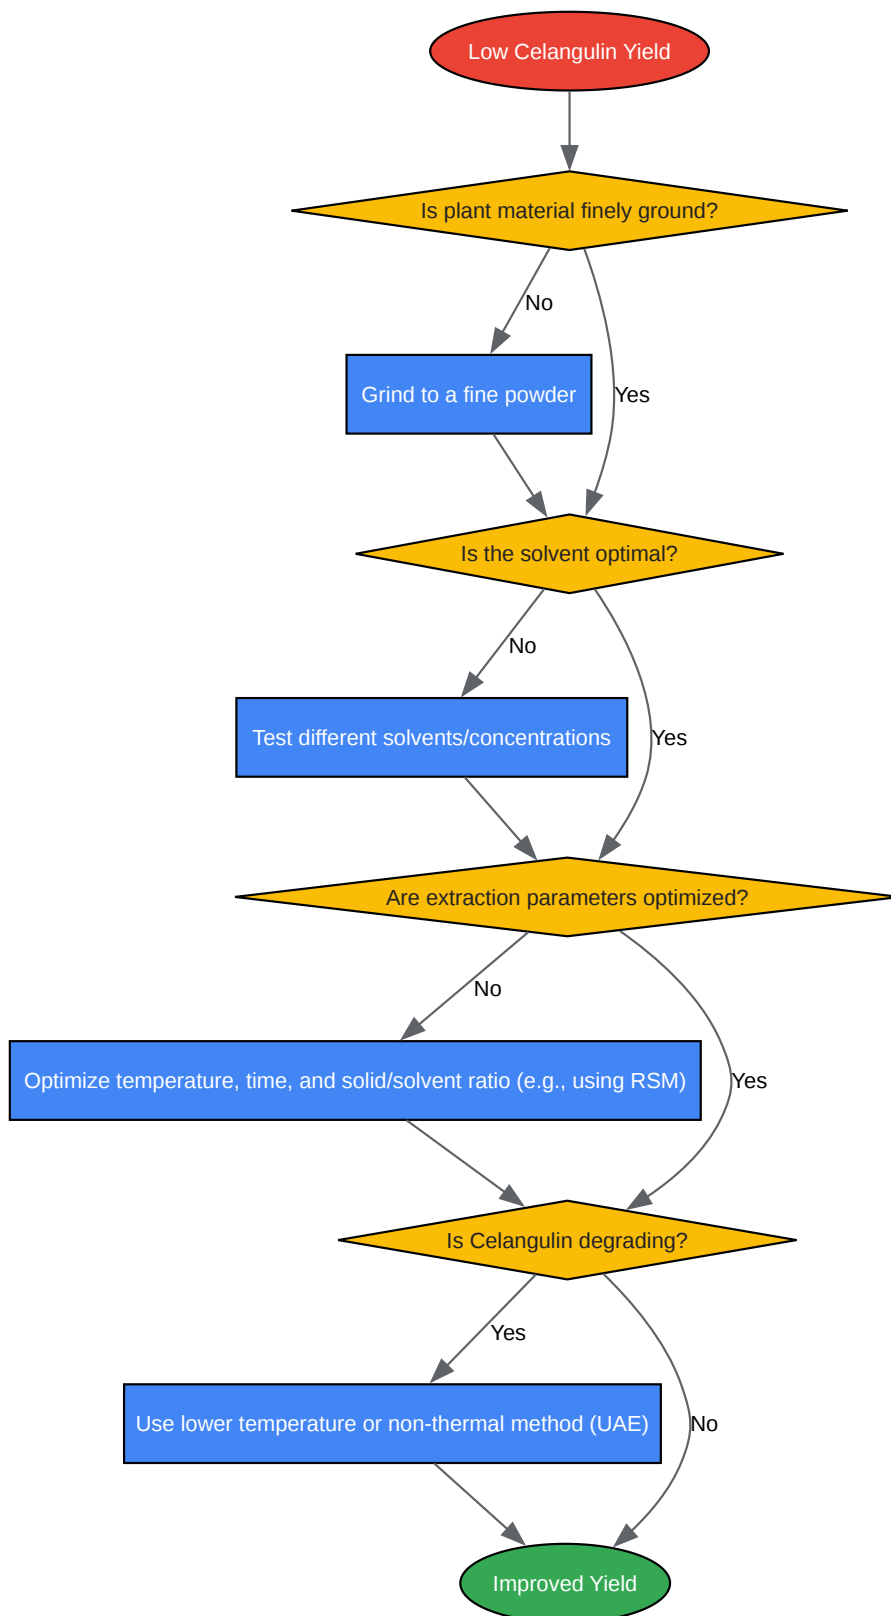 Low Celangulin Yield
Is plant material finely ground?
No
Grind to a fine powder
Yes
Is the solvent optimal?
No
Test different solvents/concentrations
Yes
Are extraction parameters optimized?
No
Optimize temperature, time, and solid/solvent ratio (e.g., using RSM)
Yes
Is Celangulin degrading?
Yes
Use lower temperature or non-thermal method (UAE)
No
Improved Yield